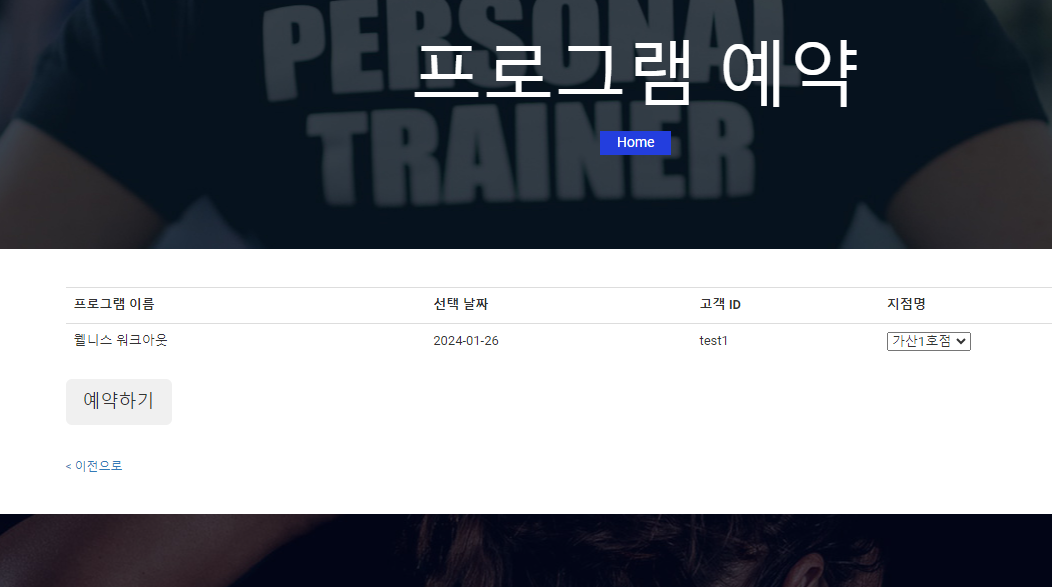 PERSONAL
프로그램 예약
TRAINER
Home
프로그램 이름 선택 날짜 고객 ID 지점명
웰니스 워크아웃 2024-01-26 test1 가산1호점
예약하기
< 이전으로